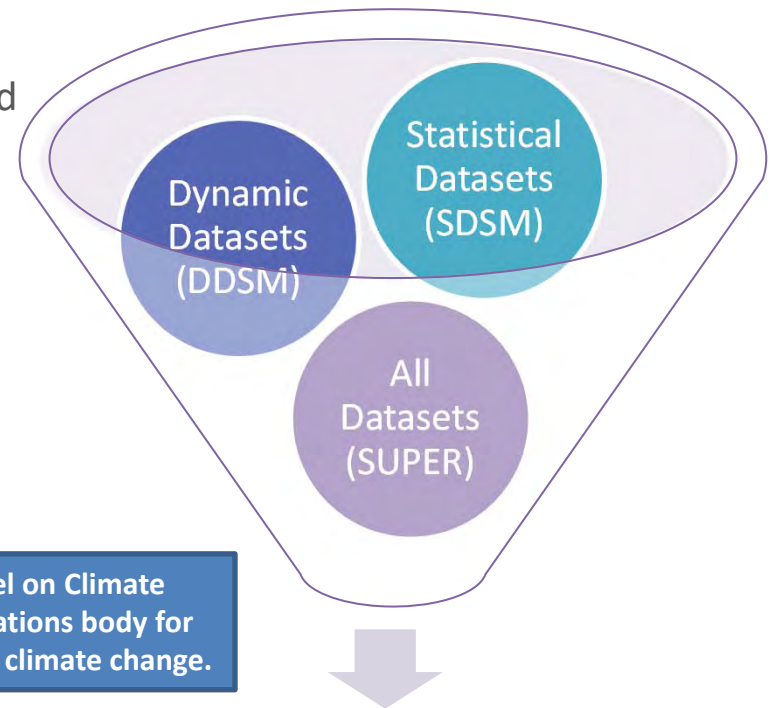 d
Statistical
Datasets
(SDSM)
Dynamic
Datasets
(DDSM)
All
Datasets
(SUPER)
el on Climate
ations body for
climate change.